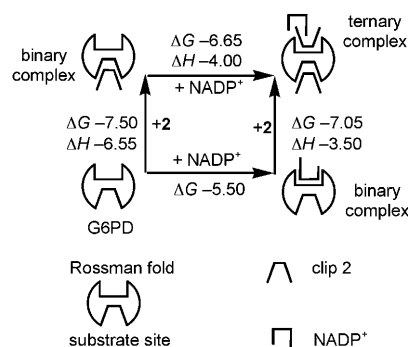 binary
complex
ΔG –6.65
ΔH –4.00
+ NADP⁺
ternary
complex
ΔG –7.50
ΔH –6.55
+2
+ NADP⁺
ΔG –5.50
+2
ΔG –7.05
ΔH –3.50
G6PD
binary
complex
Rossman fold
substrate site
clip 2
NADP⁺